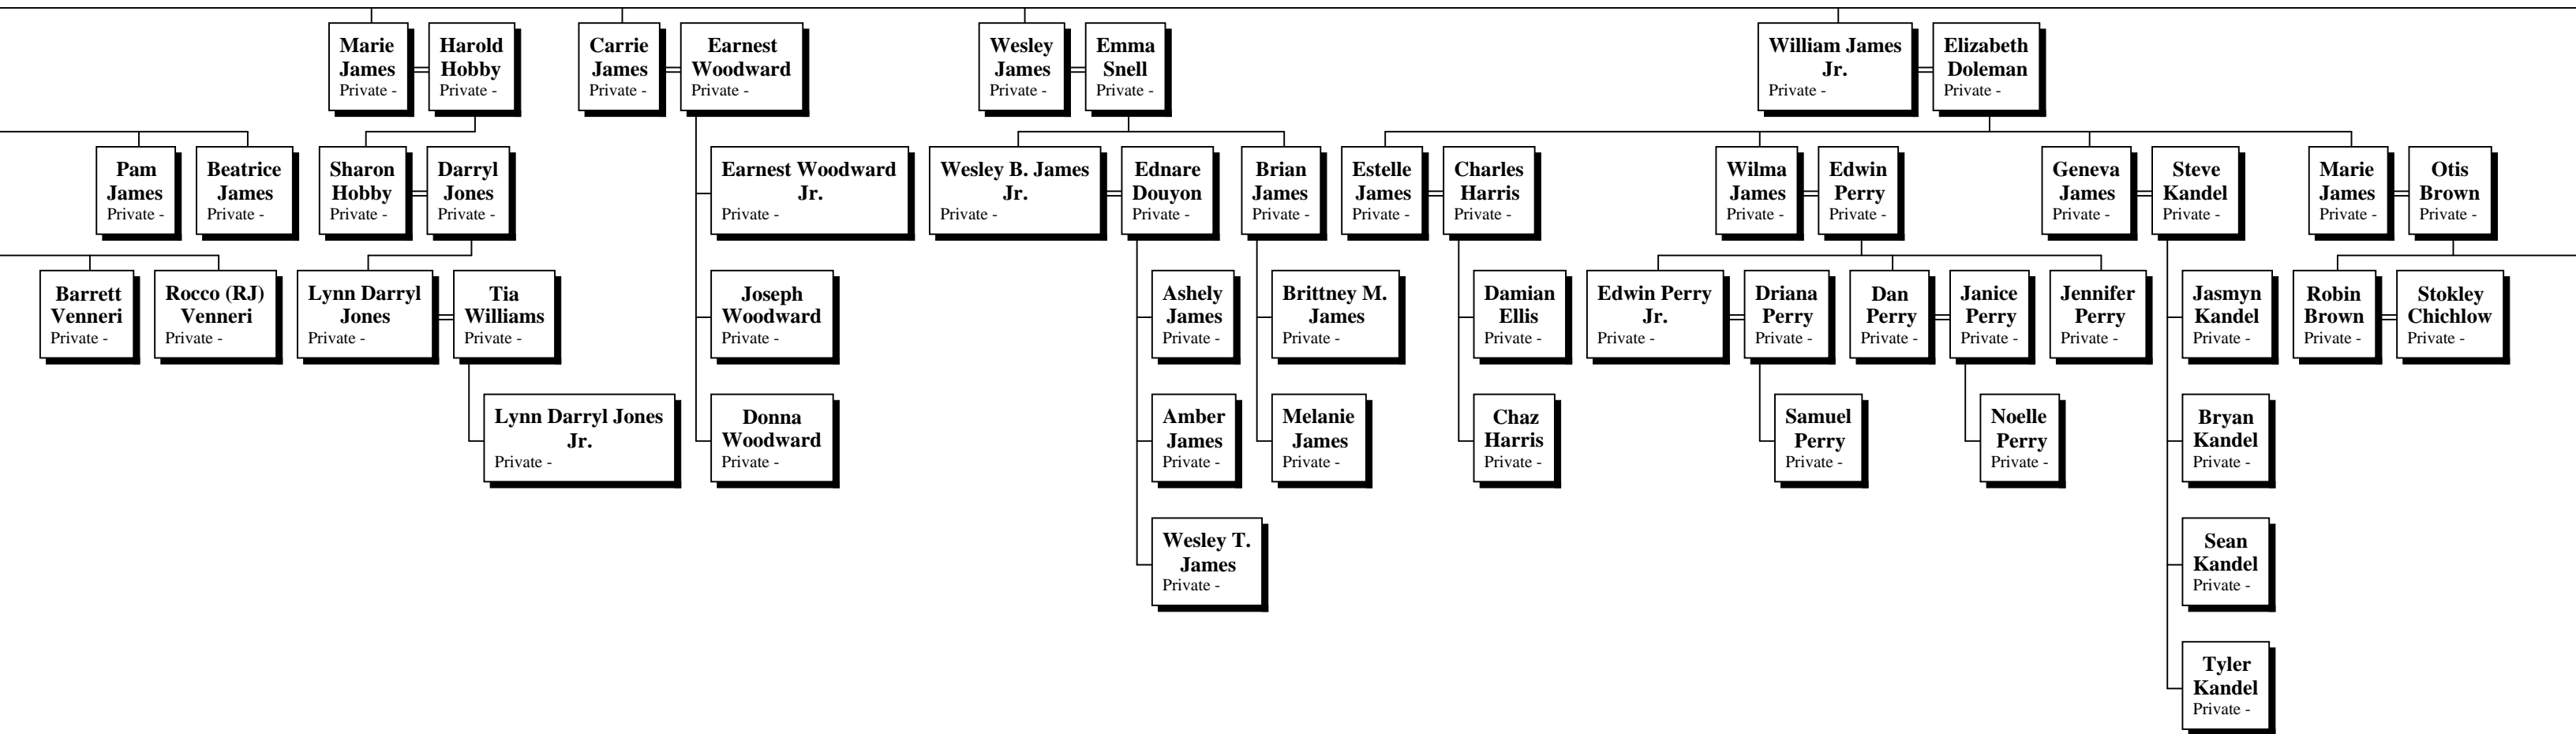 Marie
James
Private -
Harold
Hobby
Private -
Carrie
James
Private -
Earnest
Woodward
Private -
Wesley
James
Private -
Emma
Snell
Private -
William James
Jr.
Private -
Elizabeth
Doleman
Private -
Pam
James
Private -
Beatrice
James
Private -
Sharon
Hobby
Private -
Darryl
Jones
Private -
Earnest Woodward
Jr.
Private -
Wesley B. James
Jr.
Private -
Ednare
Douyon
Private -
Brian
James
Private -
Estelle
James
Private -
Charles
Harris
Private -
Wilma
James
Private -
Edwin
Perry
Private -
Geneva
James
Private -
Steve
Kandel
Private -
Marie
James
Private -
Otis
Brown
Private -
Barrett
Venneri
Private -
Rocco (RJ)
Venneri
Private -
Lynn Darryl
Jones
Private -
Tia
Williams
Private -
Joseph
Woodward
Private -
Ashely
James
Private -
Brittney M.
James
Private -
Damian
Ellis
Private -
Edwin Perry
Jr.
Private -
Driana
Perry
Private -
Dan
Perry
Private -
Janice
Perry
Private -
Jennifer
Perry
Private -
Jasmyn
Kandel
Private -
Robin
Brown
Private -
Stokley
Chichlow
Private -
Lynn Darryl Jones
Jr.
Private -
Donna
Woodward
Private -
Amber
James
Private -
Melanie
James
Private -
Chaz
Harris
Private -
Samuel
Perry
Private -
Noelle
Perry
Private -
Bryan
Kandel
Private -
Wesley T.
James
Private -
Sean
Kandel
Private -
Tyler
Kandel
Private -